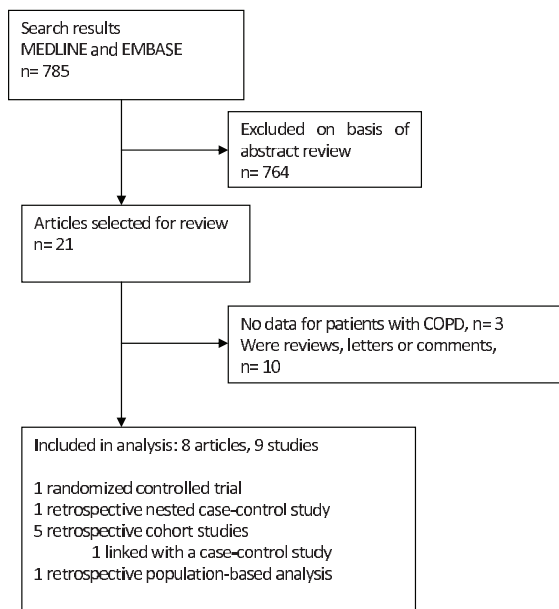 Search results
MEDLINE and EMBASE
n= 785
Excluded on basis of
abstract review
n= 764
Articles selected for review
n= 21
No data for patients with COPD, n= 3
Were reviews, letters or comments,
n= 10
Included in analysis: 8 articles, 9 studies
1 randomized controlled trial
1 retrospective nested case-control study
5 retrospective cohort studies
1 linked with a case-control study
1 retrospective population-based analysis